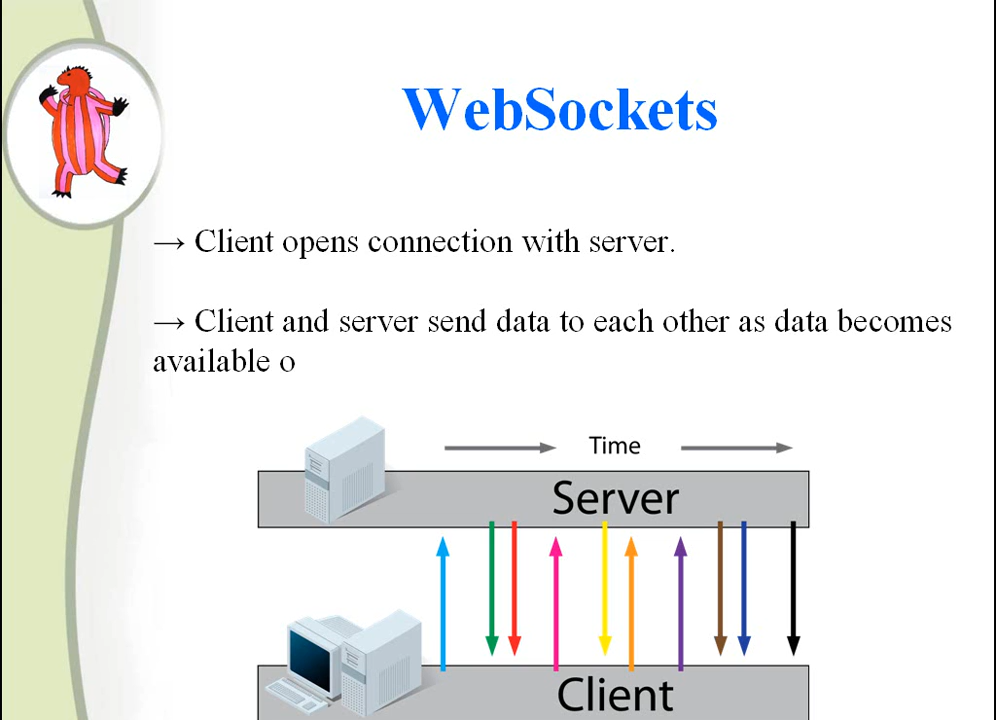 WebSockets
→ Client opens connection with server.
→ Client and server send data to each other as data becomes
available o
Time
Server
Client